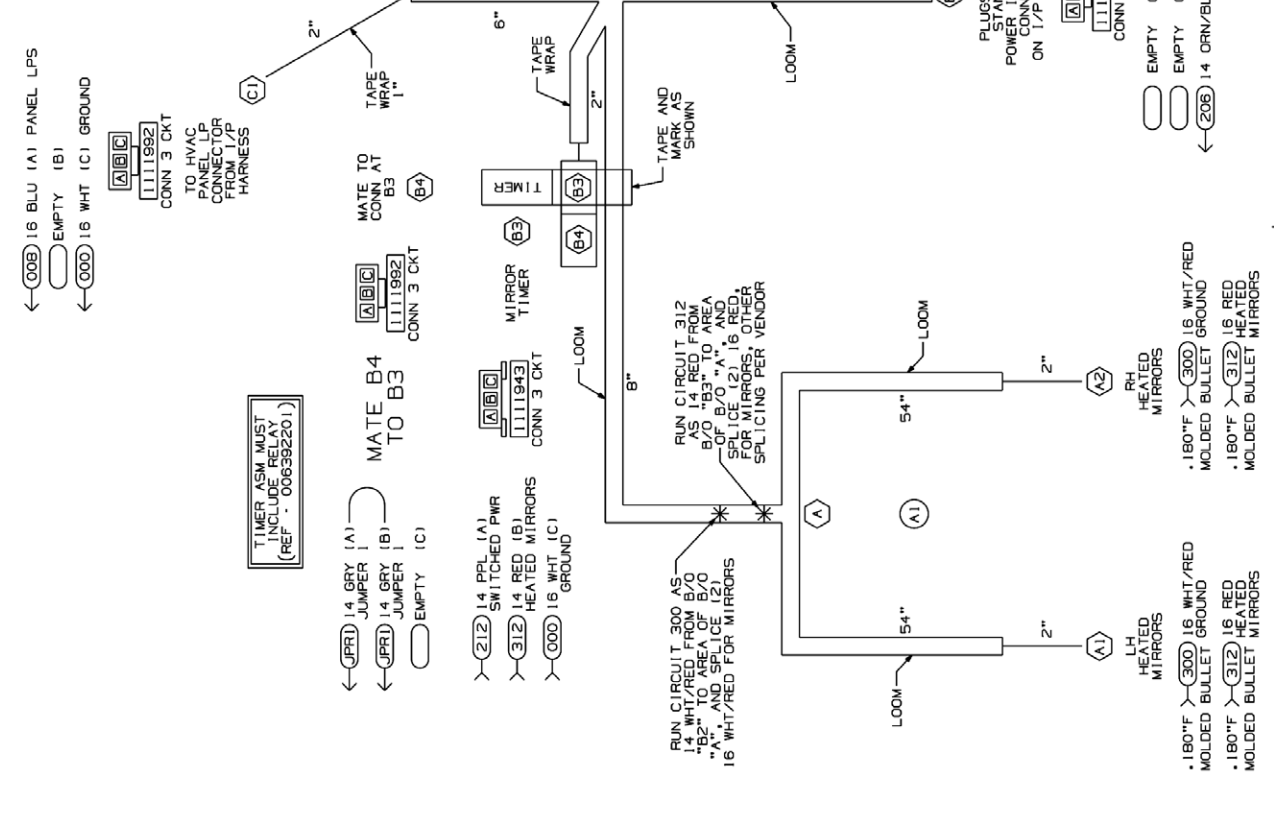 008 16 BLU (A) PANEL LPS
EMPTY (B)
000 16 WHT (C) GROUND
A B C
1111992
CONN 3 CKT
TO HVAC
PANEL LP
CONNECTOR
FROM I/P
HARNESS
C1
2"
TAPE
WRAP
1"
6"
TAPE
WRAP
2"
LOOM
TAPE AND
MARK AS
SHOWN
TIMER
B3
B4
PLUGS
POWER
CONN
ON I/P
A
CONN
EMPTY
EMPTY
206 14 ORN/BL
MATE TO
CONN AT
B3
B4
A B C
1111992
CONN 3 CKT
MATE B4
TO B3
TIMER ASM MUST
INCLUDE RELAY
(REF - 006392201)
JPR1 14 GRY (A)
JUMPER 1
JPR1 14 GRY (B)
JUMPER 1
EMPTY (C)
B3
MIRROR
TIMER
A B C
1111943
CONN 3 CKT
212 14 PPL (A)
SWITCHED PWR
312 14 RED (B)
HEATED MIRRORS
000 16 WHT (C)
GROUND
LOOM
8"
RUN CIRCUIT 312
AS 14 RED FROM
B/O "B3" TO AREA
OF B/O "A", AND
SPLICE (2) 16 RED,
FOR MIRRORS, OTHER
SPLICING PER VENDOR
RUN CIRCUIT 300 AS
14 WHT/RED FROM B/O
"B2" TO AREA OF B/O
"A", AND SPLICE (2)
16 WHT/RED FOR MIRRORS
A
A1
LOOM
54"
2"
A2
RH
HEATED
MIRRORS
.180"F 300 16 WHT/RED
MOLDED BULLET GROUND
.180"F 312 16 RED
MOLDED BULLET HEATED
MIRRORS
LOOM
54"
2"
A1
LH
HEATED
MIRRORS
.180"F 300 16 WHT/RED
MOLDED BULLET GROUND
.180"F 312 16 RED
MOLDED BULLET HEATED
MIRRORS